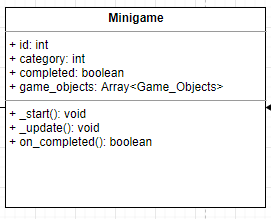 Minigame
+ id: int
+ category: int
+ completed: boolean
+ game_objects: Array<Game_Objects>
+ _start(): void
+ _update(): void
+ on_completed(): boolean